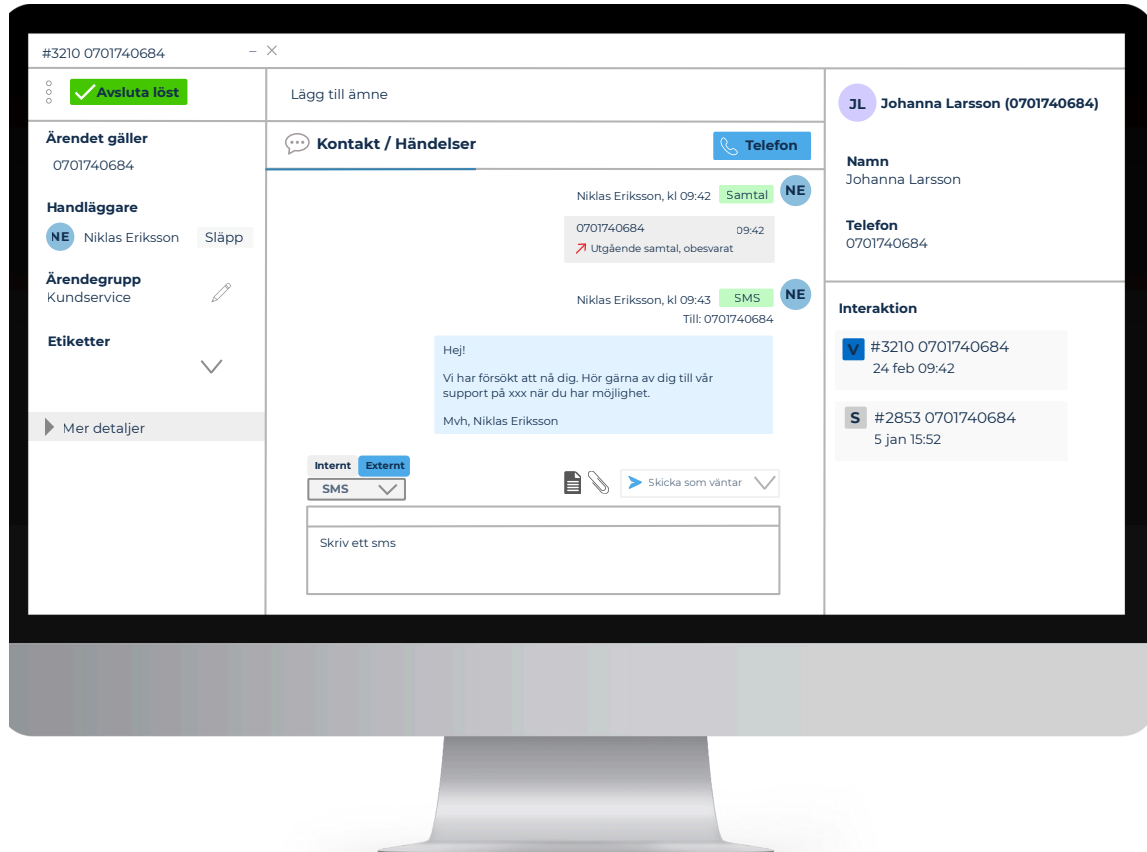 #3210 0701740684
Avsluta löst
Ärendet gäller
0701740684
Handläggare
NE Niklas Eriksson Släpp
Ärendegrupp
Kundservice
Etiketter
Mer detaljer
Lägg till ämne
Kontakt / Händelser
Telefon
Niklas Eriksson, kl 09:42 Samtal NE
0701740684 09:42
Utgående samtal, obesvarat
Niklas Eriksson, kl 09:43 SMS NE
Till: 0701740684
Hej!
Vi har försökt att nå dig. Hör gärna av dig till vår
support på xxx när du har möjlighet.
Mvh, Niklas Eriksson
Internt Externt
SMS
Skicka som väntar
Skriv ett sms
JL Johanna Larsson (0701740684)
Namn
Johanna Larsson
Telefon
0701740684
Interaktion
V #3210 0701740684
24 feb 09:42
S #2853 0701740684
5 jan 15:52